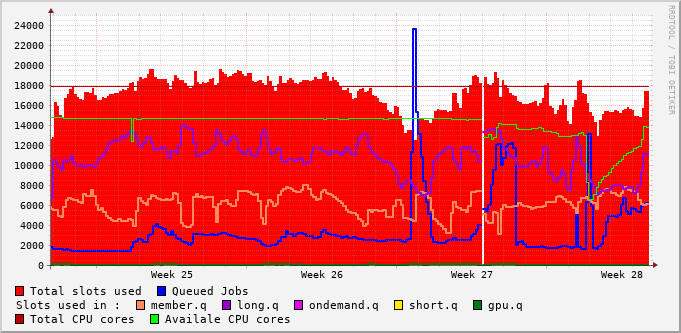 24000
22000
20000
18000
16000
14000
12000
10000
8000
6000
4000
2000
0
Week 25 Week 26 Week 27 Week 28
Total slots used Queued Jobs
Slots used in : member.q long.q ondemand.q short.q gpu.q
Total CPU cores Availale CPU cores
RRDTOOL / TOBI OETIKER